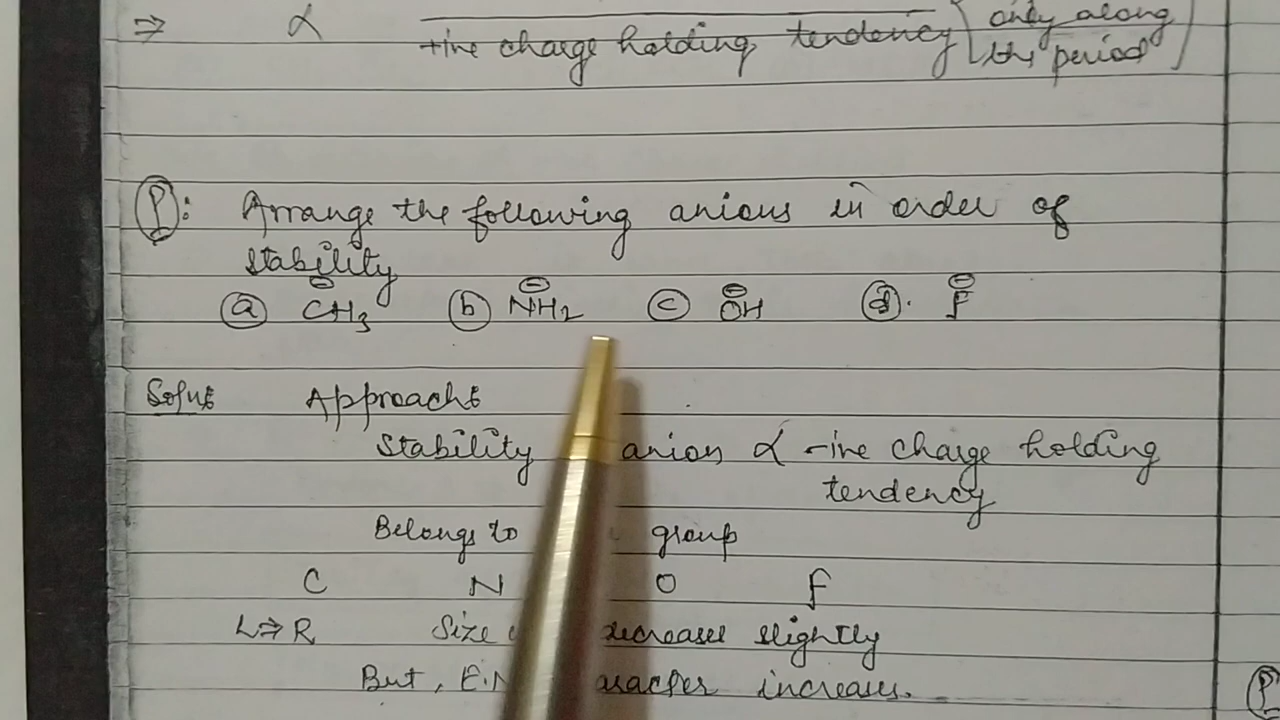 ⇒ α +ive charge holding tendency (only along
the period)
(P): Arrange the following anions in order of
stability
(a) CH3⊖ (b) NH2⊖ (c) OH⊖ (d). F⊖
Soln: Approach:
Stability anion α -ive charge holding
tendency
Belongs to group
C N O F
L⇒R Size decreases slightly
But, E.N increases.
(P